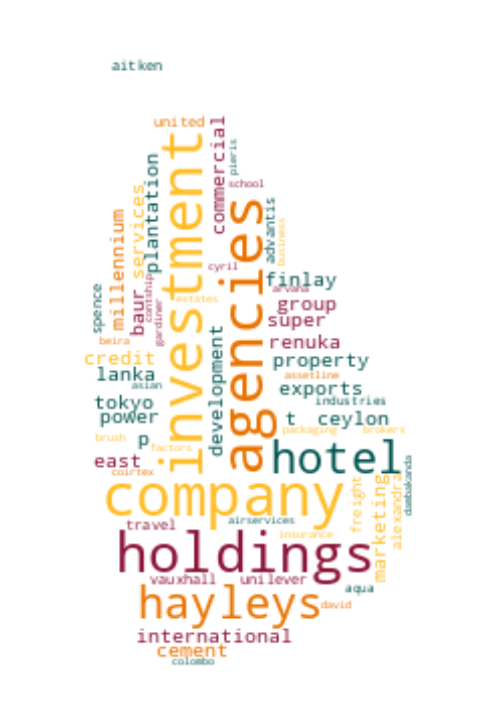 aitken
united
investment
commercial
pieris
school
plantation
services
agencies
advantis
business
millennium
cyril
finlay
baur
contship
gardiner
spence
estates
arvana
group
super
beira
renuka
development
credit
property
lanka
asian
assetline
exports
tokyo
industries
power
t ceylon
brush
p
packaging
brokers
factors
east
coirtex
hotel
dambakanda
company
freight
marketing
alexandra
travel
airservices
insurance
holdings
vauxhall
unilever
aqua
hayleys
david
international
cement
colombo